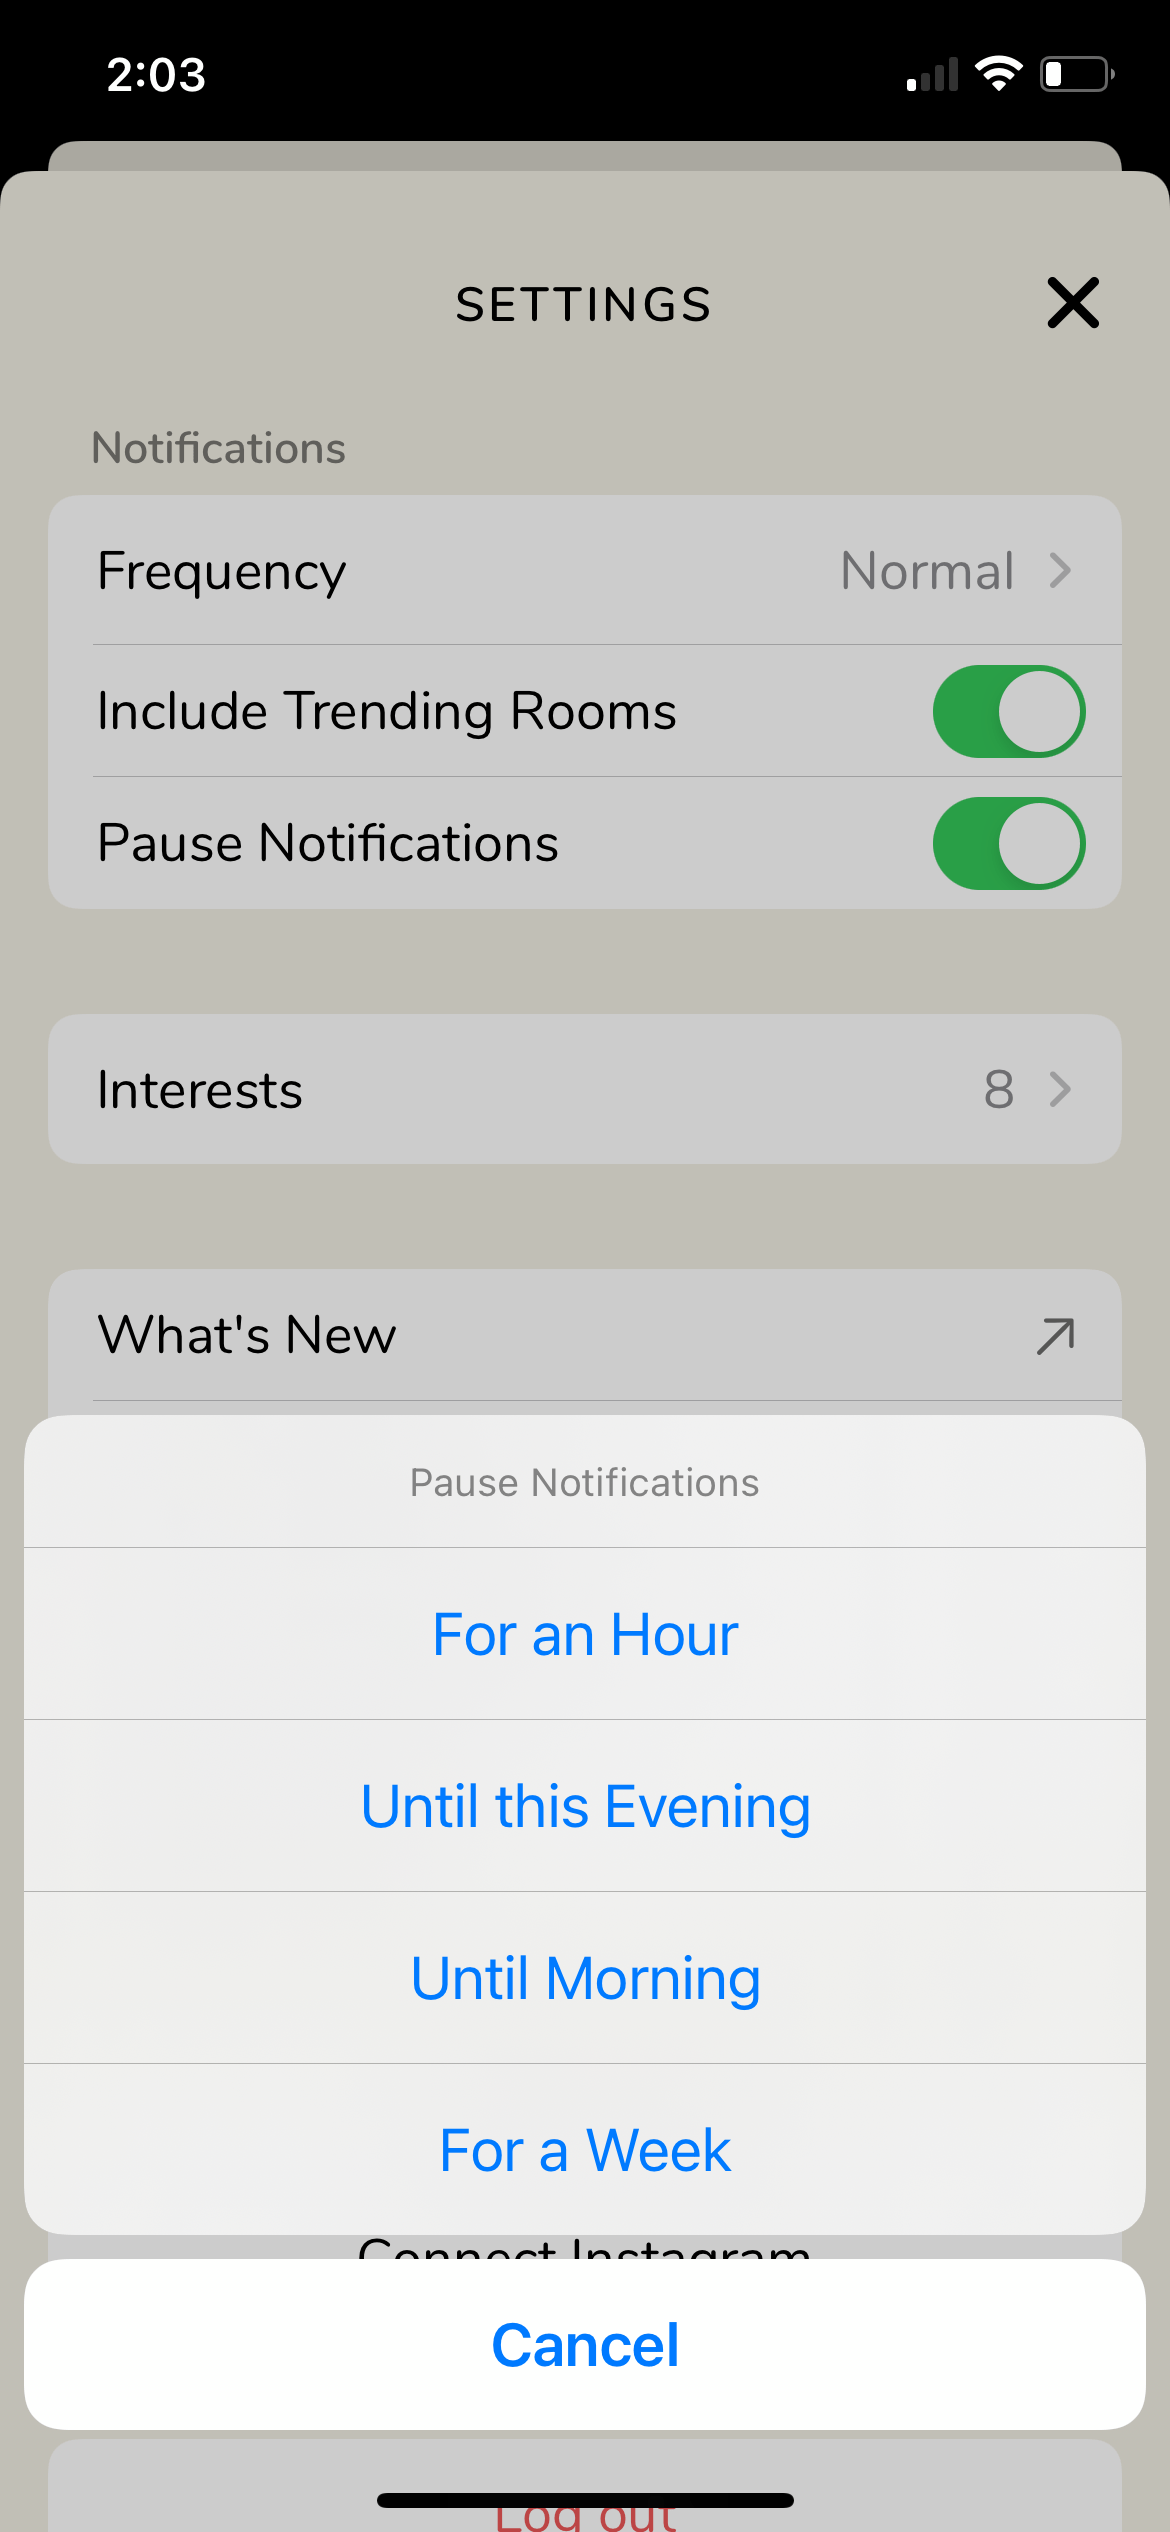 2:03
SETTINGS
Notifications
Frequency
Normal
Include Trending Rooms
Pause Notifications
Interests
8
What's New
Pause Notifications
For an Hour
Until this Evening
Until Morning
For a Week
Connect Instagram
Cancel
Log out